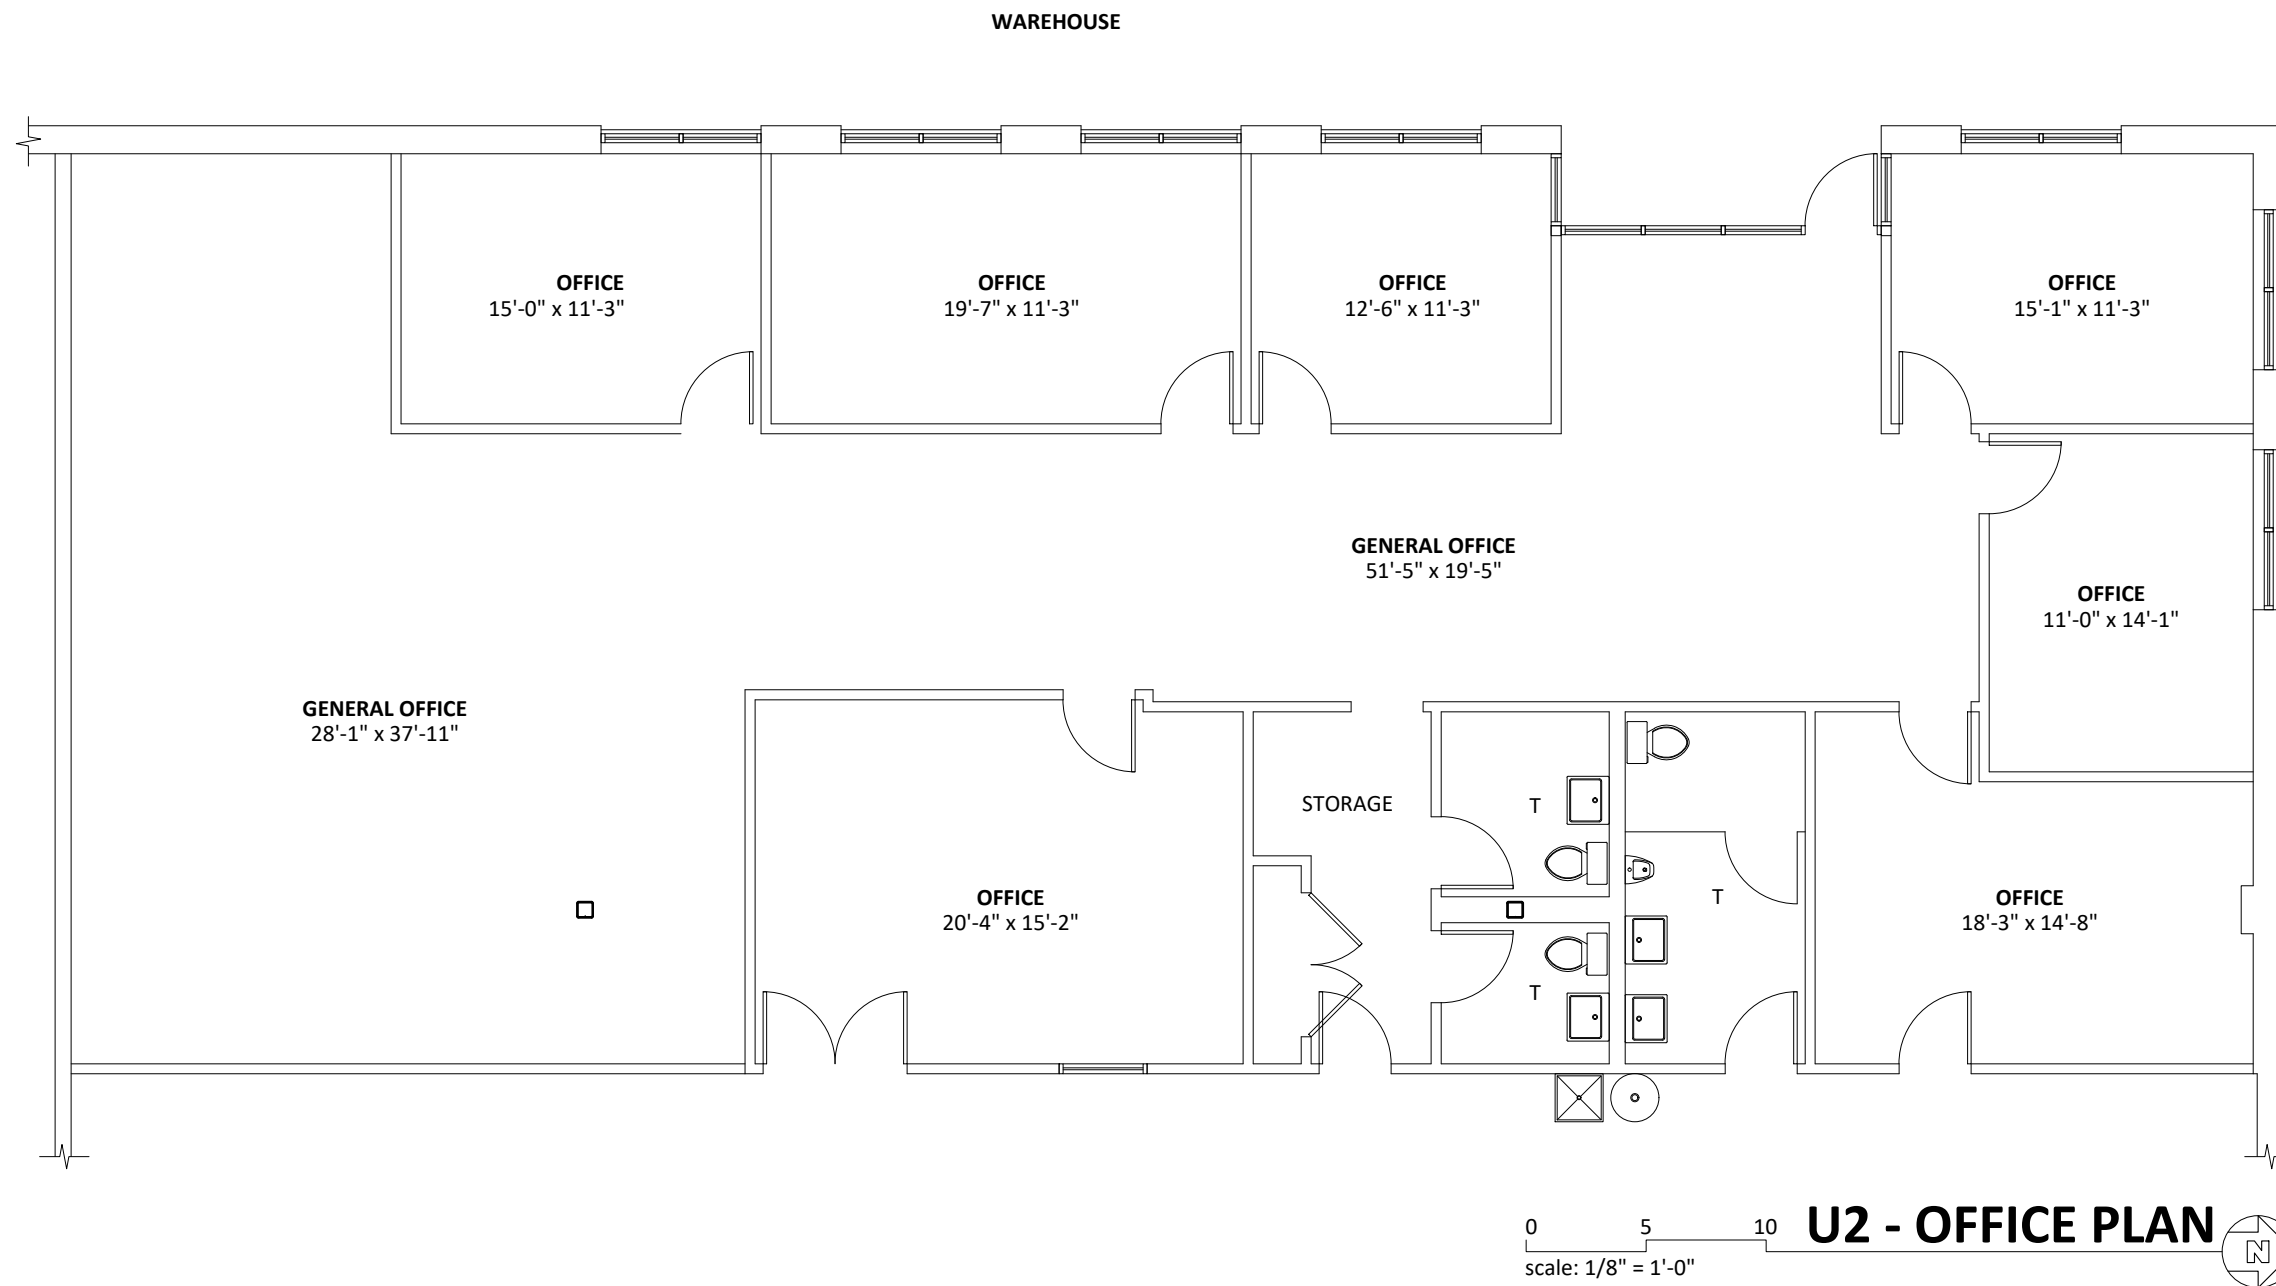 WAREHOUSE
OFFICE
15'-0" x 11'-3"
OFFICE
19'-7" x 11'-3"
OFFICE
12'-6" x 11'-3"
OFFICE
15'-1" x 11'-3"
GENERAL OFFICE
51'-5" x 19'-5"
OFFICE
11'-0" x 14'-1"
GENERAL OFFICE
28'-1" x 37'-11"
STORAGE
T
OFFICE
20'-4" x 15'-2"
T
OFFICE
18'-3" x 14'-8"
T
0 5 10
U2 - OFFICE PLAN
N
scale: 1/8" = 1'-0"